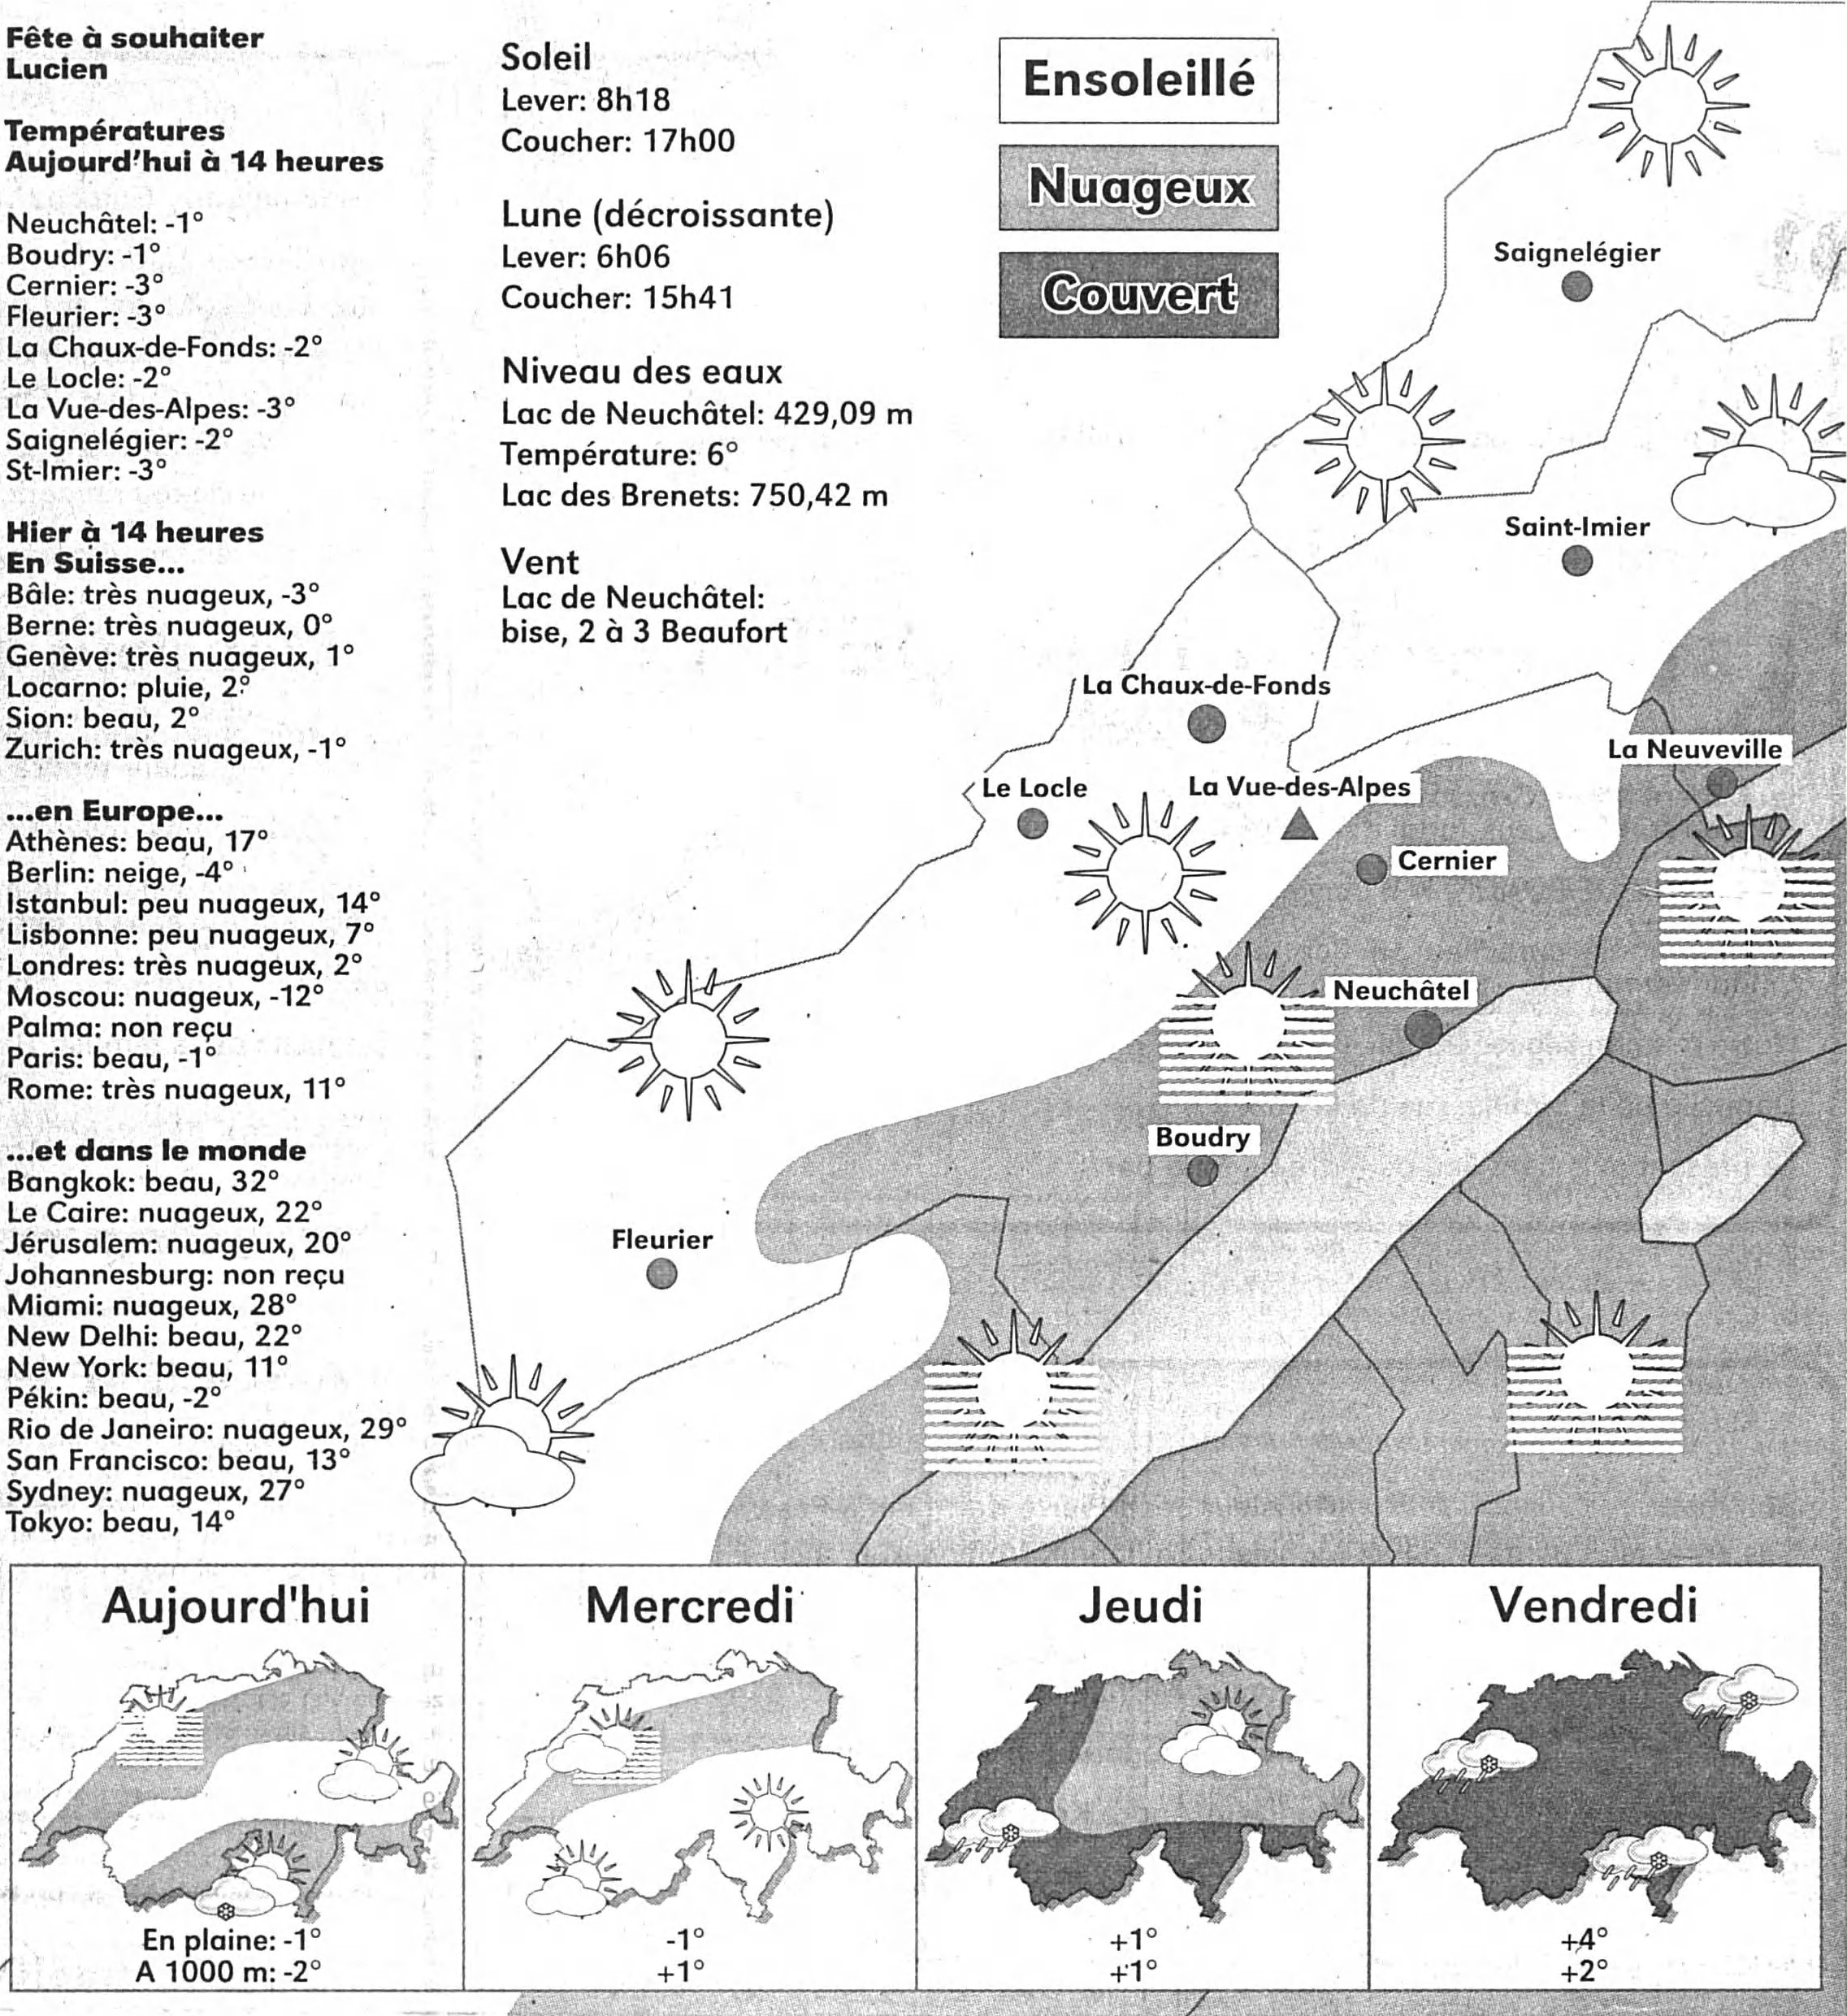 Fête à souhaiter
Lucien
Températures
Aujourd'hui à 14 heures
Neuchâtel: -1°
Boudry: -1°
Cernier: -3°
Fleurier: -3°
La Chaux-de-Fonds: -2°
Le Locle: -2°
La Vue-des-Alpes: -3°
Saignelégier: -2°
St-Imier: -3°
Hier à 14 heures
En Suisse...
Bâle: très nuageux, -3°
Berne: très nuageux, 0°
Genève: très nuageux, 1°
Locarno: pluie, 2°
Sion: beau, 2°
Zurich: très nuageux, -1°
...en Europe...
Athènes: beau, 17°
Berlin: neige, -4°
Istanbul: peu nuageux, 14°
Lisbonne: peu nuageux, 7°
Londres: très nuageux, 2°
Moscou: nuageux, -12°
Palma: non reçu
Paris: beau, -1°
Rome: très nuageux, 11°
...et dans le monde
Bangkok: beau, 32°
Le Caire: nuageux, 22°
Jérusalem: nuageux, 20°
Johannesburg: non reçu
Miami: nuageux, 28°
New Delhi: beau, 22°
New York: beau, 11°
Pékin: beau, -2°
Rio de Janeiro: nuageux, 29°
San Francisco: beau, 13°
Sydney: nuageux, 27°
Tokyo: beau, 14°
Soleil
Lever: 8h18
Coucher: 17h00
Lune (décroissante)
Lever: 6h06
Coucher: 15h41
Niveau des eaux
Lac de Neuchâtel: 429,09 m
Température: 6°
Lac des Brenets: 750,42 m
Vent
Lac de Neuchâtel:
bise, 2 à 3 Beaufort
Ensoleillé
Nuageux
Couvert
Saignelégier
Saint-Imier
La Chaux-de-Fonds
La Neuveville
Le Locle
La Vue-des-Alpes
Cernier
Neuchâtel
Boudry
Fleurier
Aujourd'hui
En plaine: -1°
A 1000 m: -2°
Mercredi
-1°
+1°
Jeudi
+1°
+1°
Vendredi
+4°
+2°